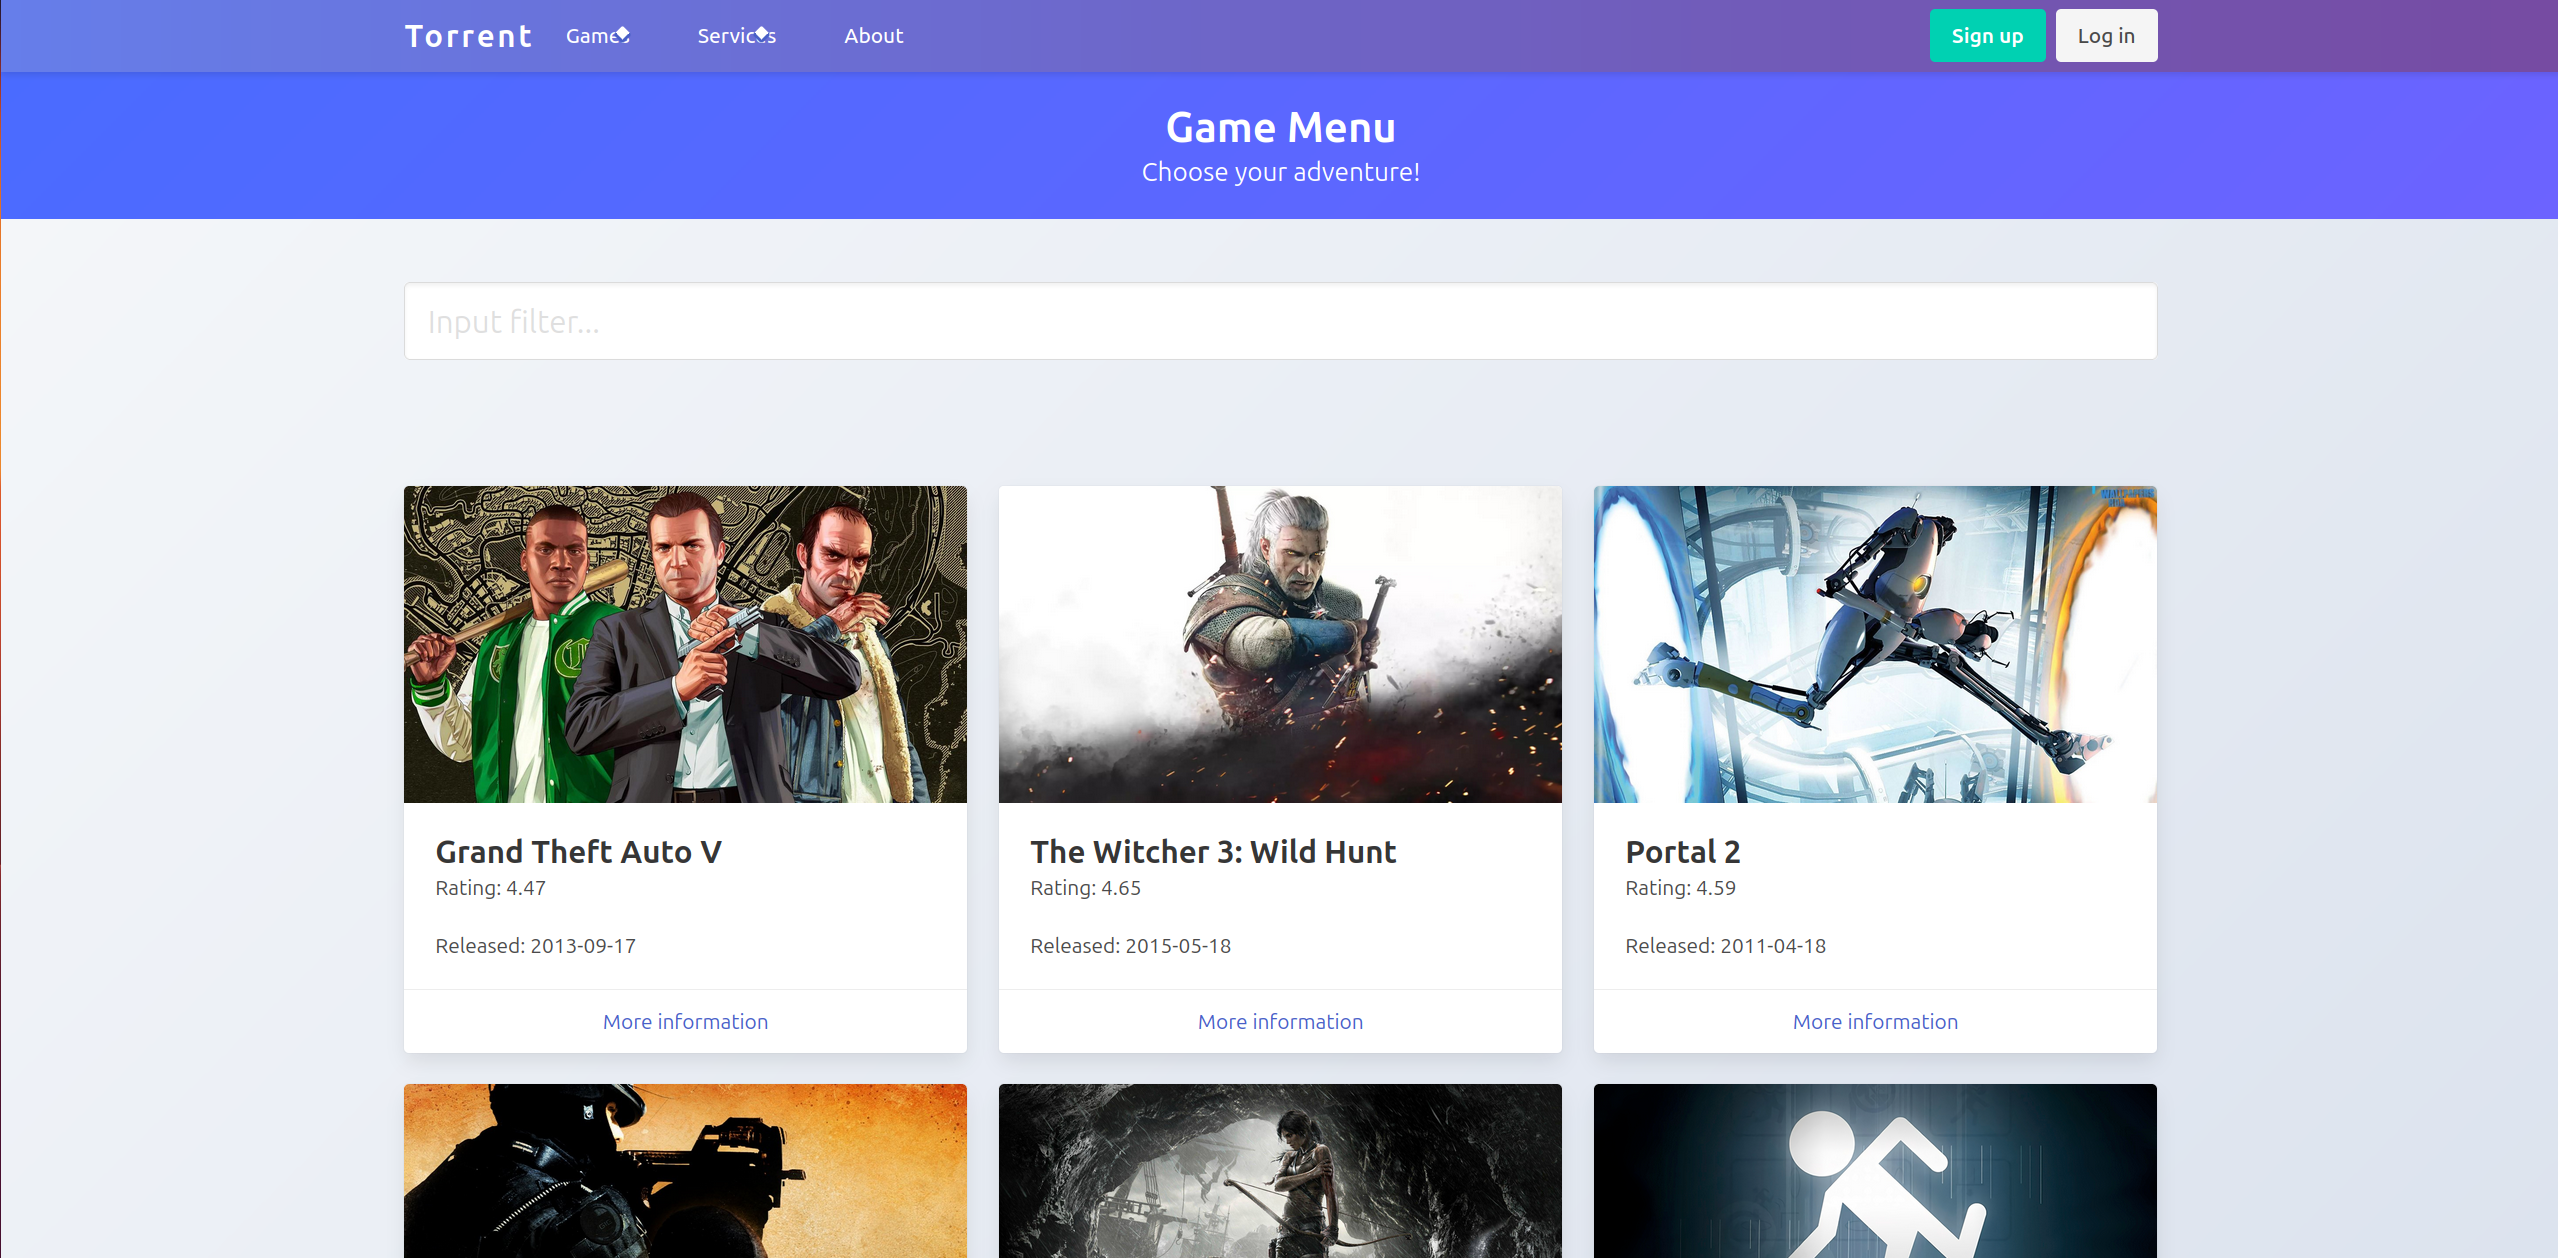 Torrent Games Services About Sign up Log in
Game Menu
Choose your adventure!
Input filter...
Grand Theft Auto V
Rating: 4.47
Released: 2013-09-17
More information
The Witcher 3: Wild Hunt
Rating: 4.65
Released: 2015-05-18
More information
Portal 2
Rating: 4.59
Released: 2011-04-18
More information